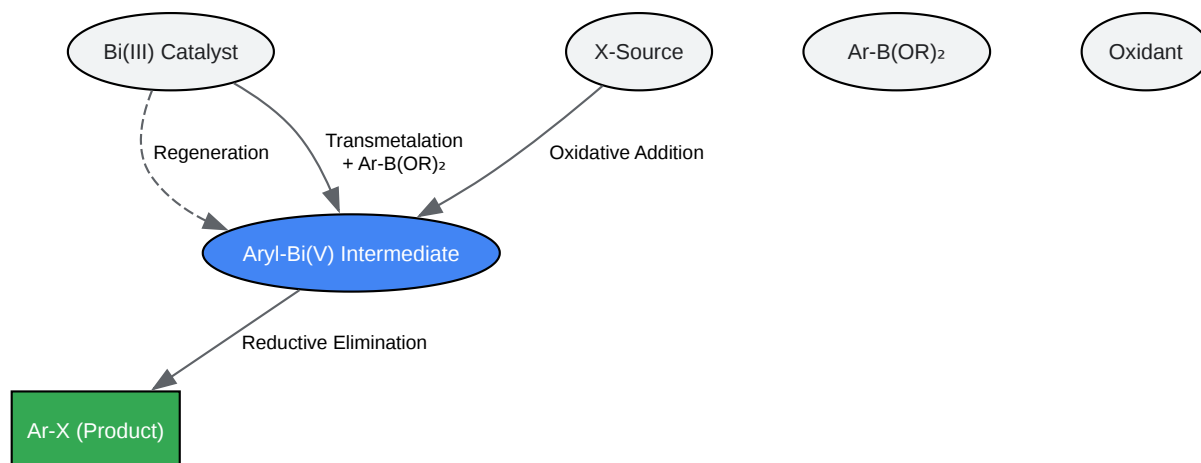 Bi(III) Catalyst
X-Source
Ar-B(OR)₂
Oxidant
Regeneration
Transmetalation
+ Ar-B(OR)₂
Oxidative Addition
Aryl-Bi(V) Intermediate
Reductive Elimination
Ar-X (Product)